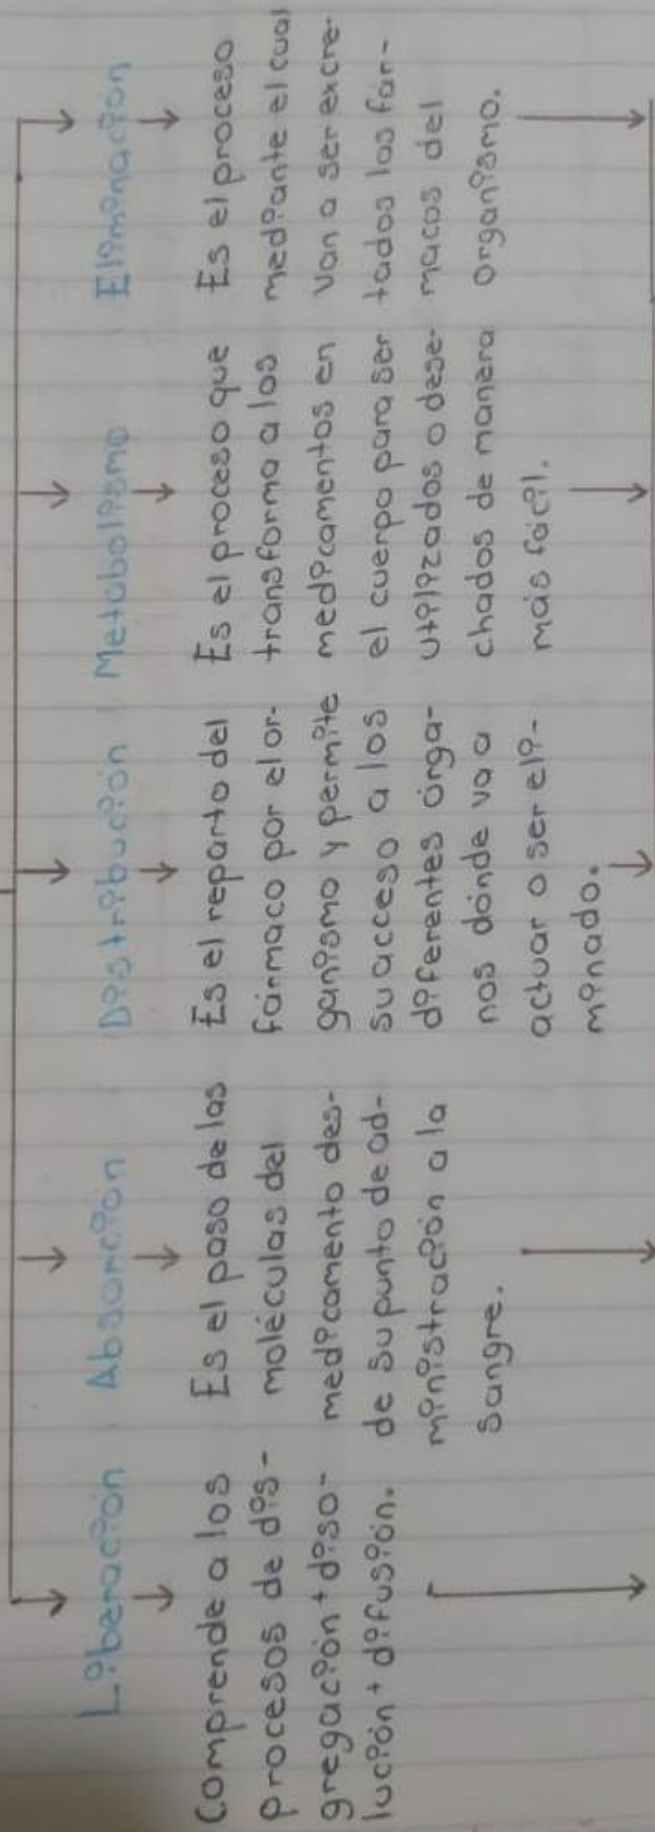 Liberación
Comprende a los
procesos de dis-
gregación + diso-
lución + difusión.
Absorción
Es el paso de las
moléculas del
medicamento des-
de su punto de ad-
ministración a la
sangre.
Distribución
Es el reparto del
fármaco por el or-
ganismo y permite
su acceso a los
diferentes órga-
nos dónde va a
actuar o ser eli-
minado.
Metabolismo
Es el proceso que
transforma a los
medicamentos en
el cuerpo para ser
utilizados o dese-
chados de manera
más fácil.
Eliminación
Es el proceso
mediante el cual
van a ser excre-
tados los fár-
macos del
organismo.